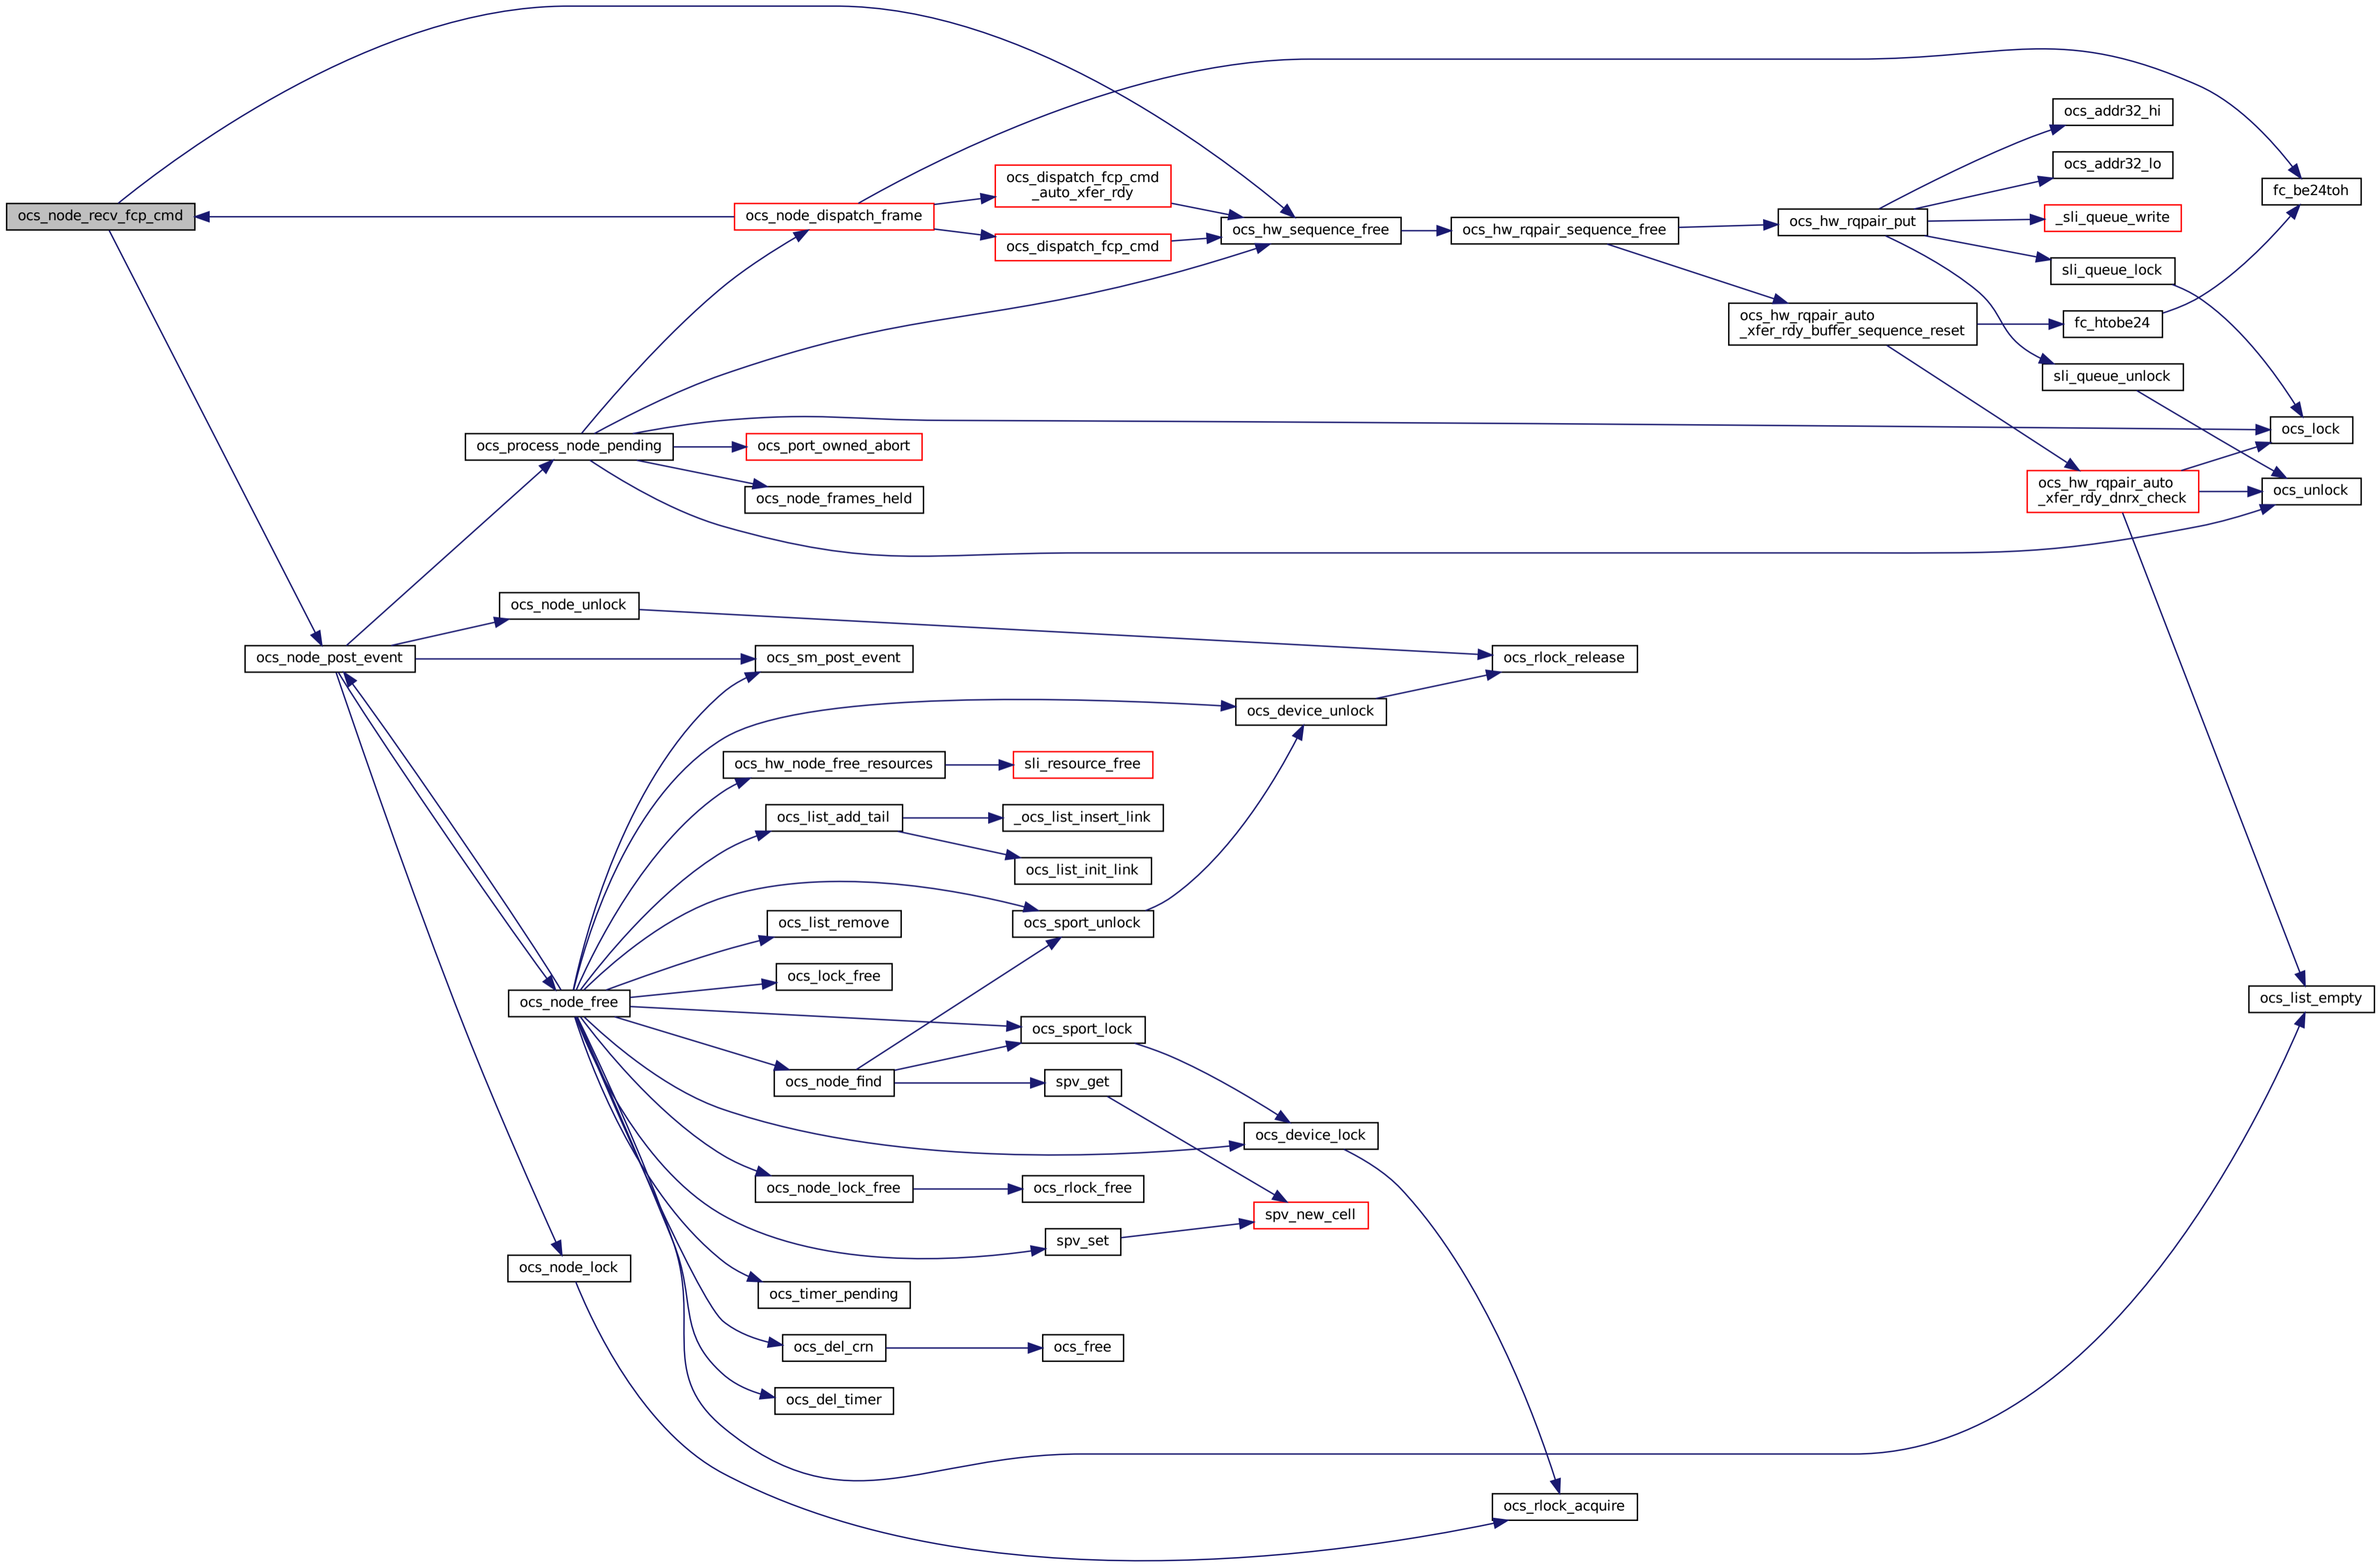 ocs_node_recv_fcp_cmd
ocs_node_post_event
ocs_process_node_pending
ocs_node_unlock
ocs_node_free
ocs_node_lock
ocs_node_dispatch_frame
ocs_port_owned_abort
ocs_node_frames_held
ocs_sm_post_event
ocs_hw_node_free_resources
ocs_list_add_tail
ocs_list_remove
ocs_lock_free
ocs_node_find
ocs_node_lock_free
ocs_timer_pending
ocs_del_crn
ocs_del_timer
ocs_dispatch_fcp_cmd
_auto_xfer_rdy
ocs_dispatch_fcp_cmd
sli_resource_free
_ocs_list_insert_link
ocs_list_init_link
ocs_sport_unlock
ocs_sport_lock
spv_get
ocs_rlock_free
spv_set
ocs_free
ocs_hw_sequence_free
ocs_device_unlock
ocs_device_lock
spv_new_cell
ocs_hw_rqpair_sequence_free
ocs_rlock_release
ocs_rlock_acquire
ocs_hw_rqpair_put
ocs_hw_rqpair_auto
_xfer_rdy_buffer_sequence_reset
ocs_addr32_hi
ocs_addr32_lo
_sli_queue_write
sli_queue_lock
fc_htobe24
sli_queue_unlock
ocs_hw_rqpair_auto
_xfer_rdy_dnrx_check
fc_be24toh
ocs_lock
ocs_unlock
ocs_list_empty